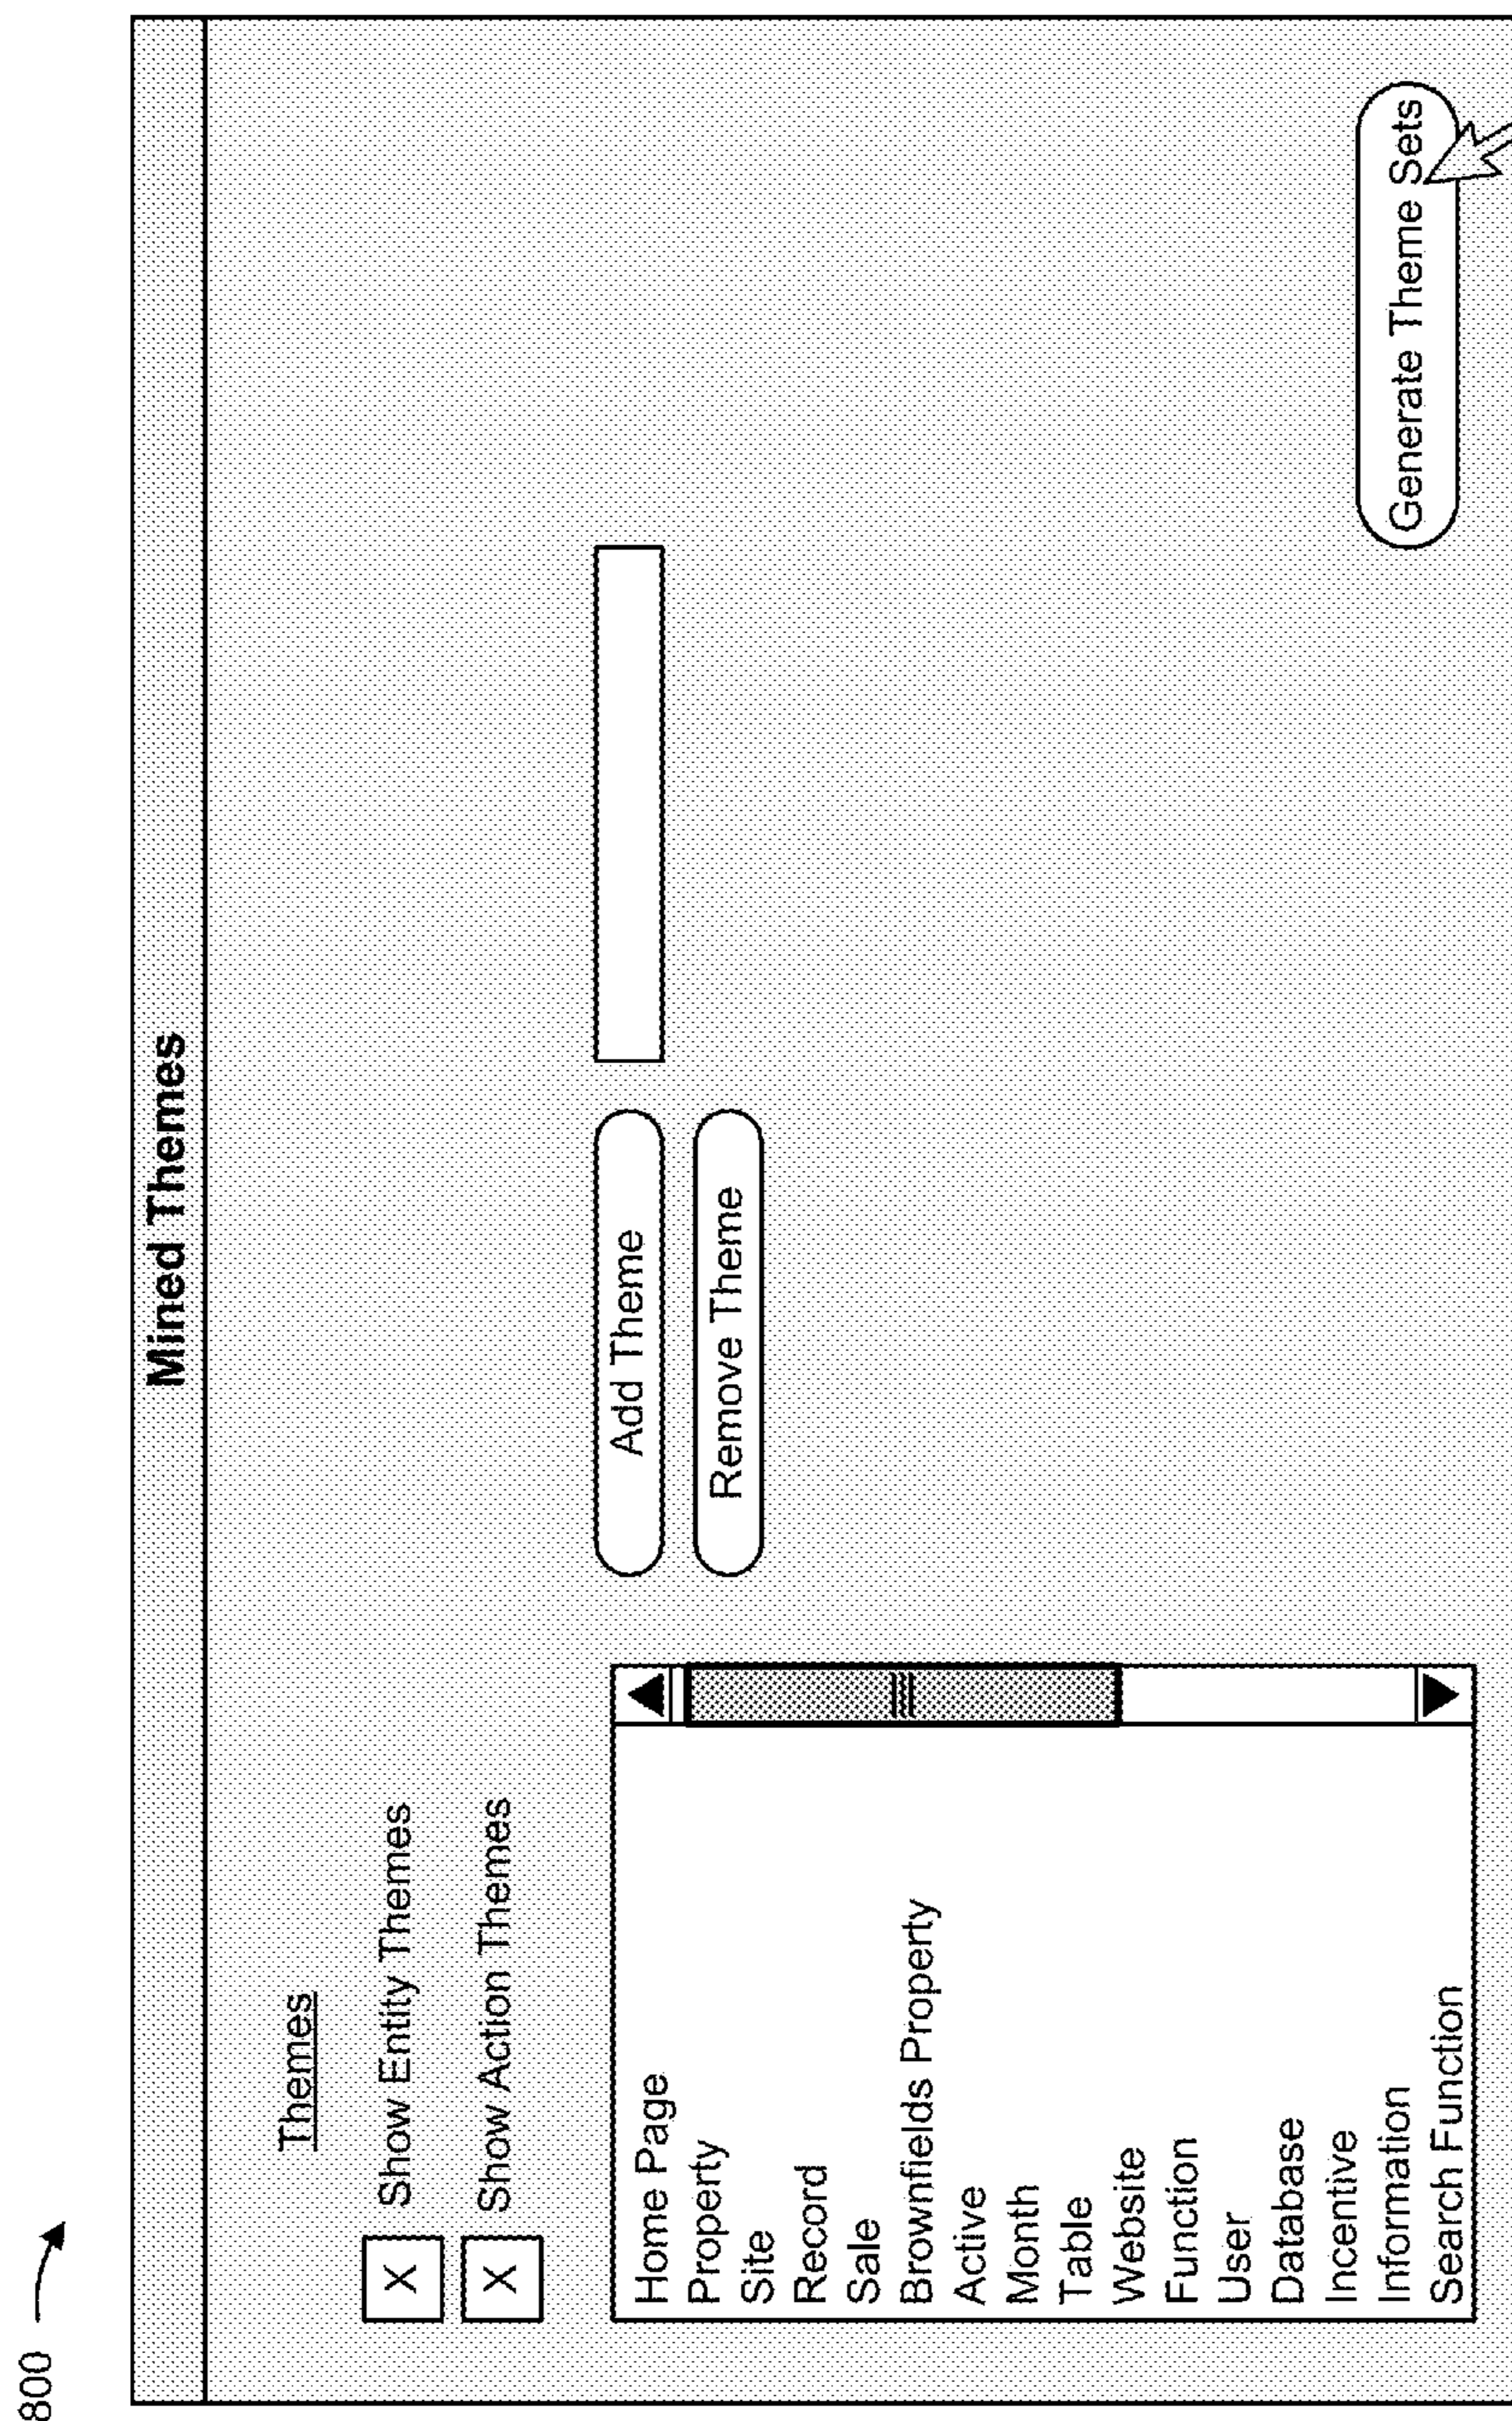 800
Mined Themes
Themes
X Show Entity Themes
X Show Action Themes
Home Page
Property
Site
Record
Sale
Brownfields Property
Active
Month
Table
Website
Function
User
Database
Incentive
Information
Search Function
Add Theme
Remove Theme
Generate Theme Sets